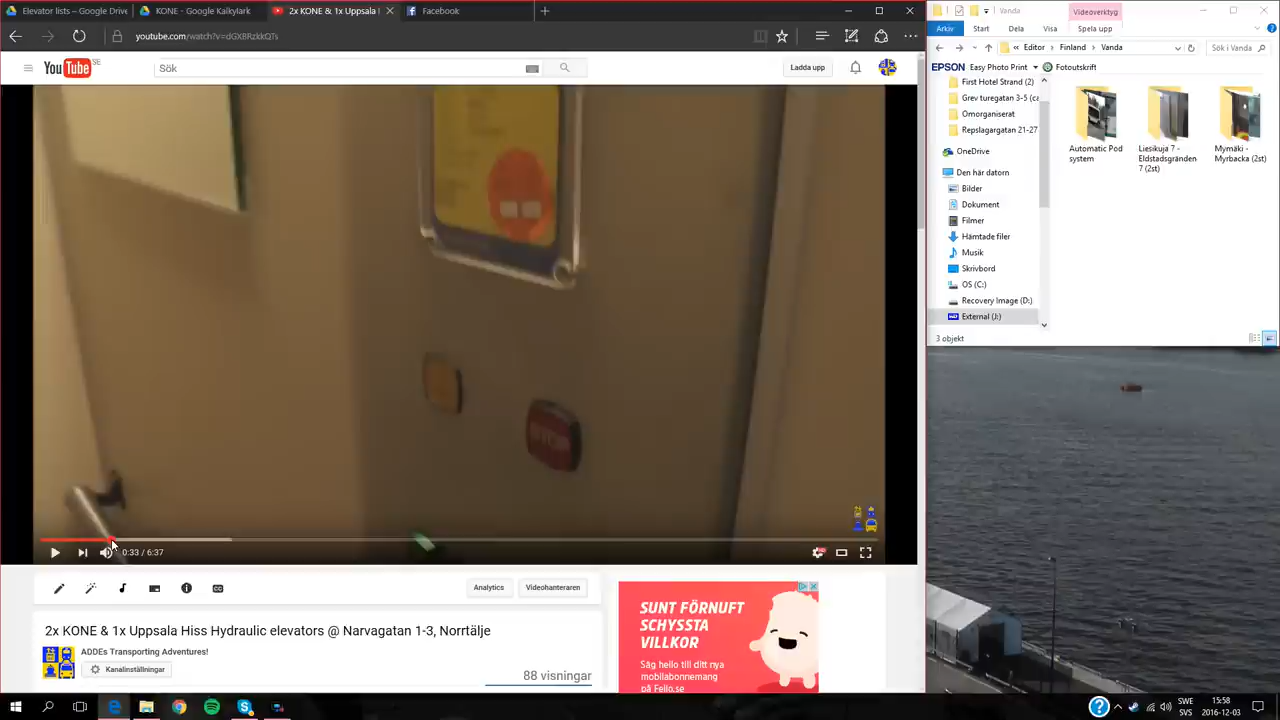 Elevator lists – Google Drive
KONE - Google Kalkylark
2x KONE & 1x Uppsala
Facebook
youtube.com/watch?v=dGX8RzkkQTs
YouTube SE
Sök
Ladda upp
STOP
0:33 / 6:37
Analytics
Videohanteraren
2x KONE & 1x Uppsala Hiss Hydraulic elevators @ Narvagatan 1-3, Norrtälje
ADDEs Transporting Adventures!
Kanalinställningar
88 visningar
SUNT FÖRNUFT
SCHYSSTA
VILLKOR
Säg hello till ditt nya
mobilabonnemang
på Fello.se
Videoverktyg
Vanda
Arkiv
Start
Dela
Visa
Spela upp
« Editor › Finland › Vanda
Sök i Vanda
EPSON Easy Photo Print
Fotoutskrift
First Hotel Strand (2)
Grev turegatan 3-5 (ca
Omorganiserat
Repslagargatan 21-27
OneDrive
Den här datorn
Bilder
Dokument
Filmer
Hämtade filer
Musik
Skrivbord
OS (C:)
Recovery Image (D:)
External (J:)
Automatic Pod
system
Liesikuja 7 -
Eldstadsgränden
7 (2st)
Mymäki -
Myrbacka (2st)
3 objekt
SWE
SVS
15:58
2016-12-03